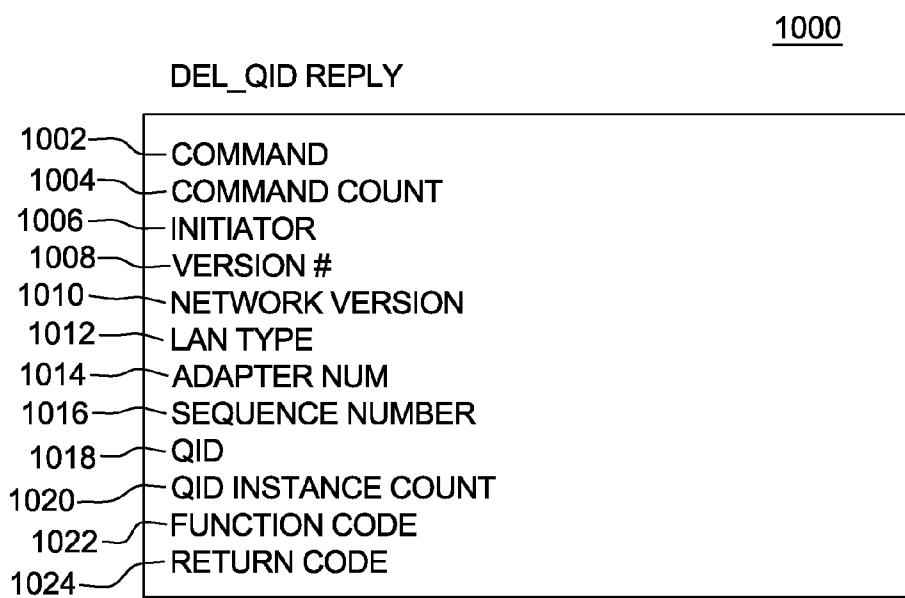 1000
DEL_QID REPLY
1002 COMMAND
1004 COMMAND COUNT
1006 INITIATOR
1008 VERSION #
1010 NETWORK VERSION
1012 LAN TYPE
1014 ADAPTER NUM
1016 SEQUENCE NUMBER
1018 QID
1020 QID INSTANCE COUNT
1022 FUNCTION CODE
1024 RETURN CODE